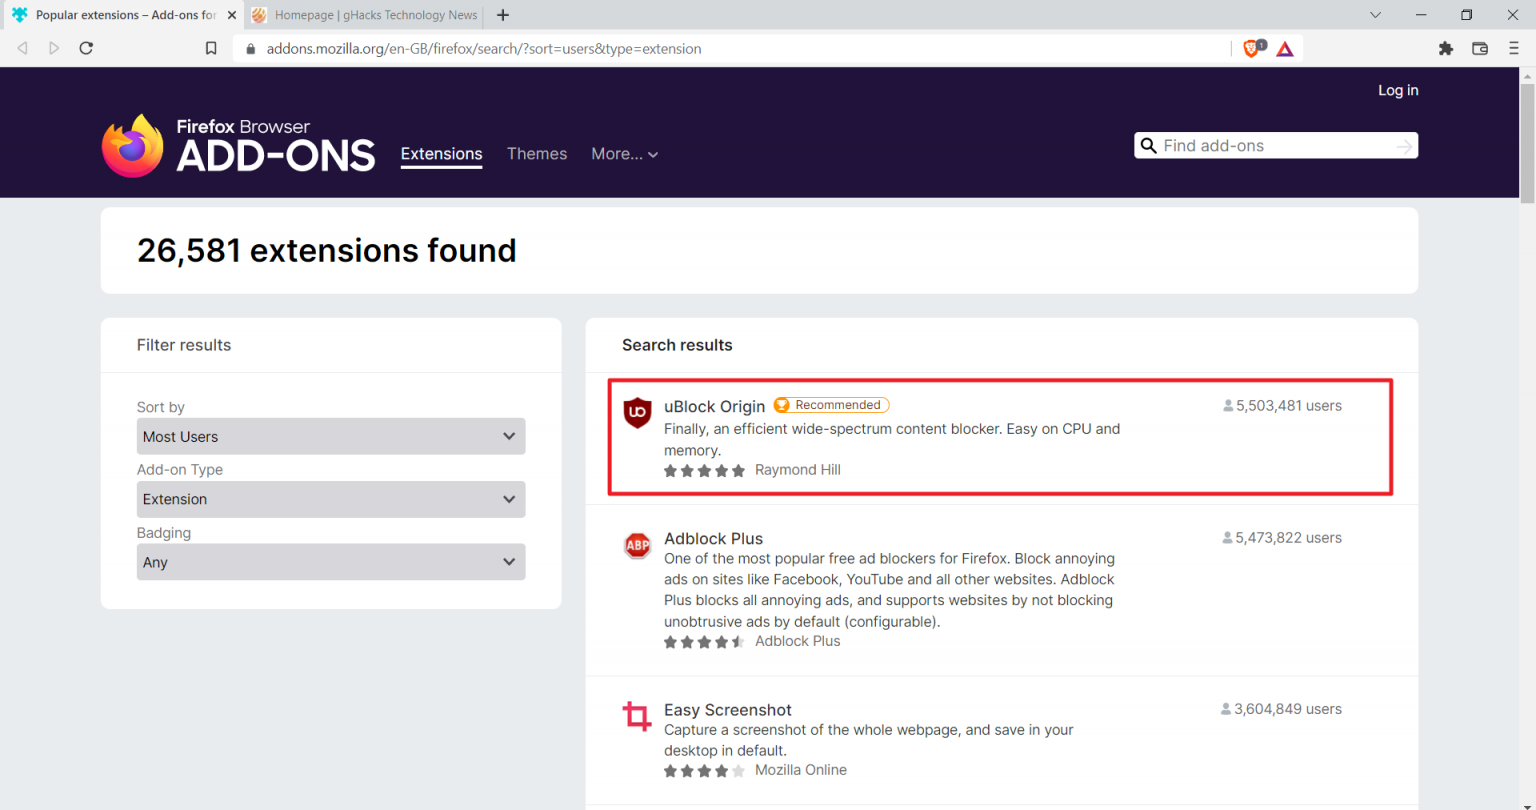 Popular extensions – Add-ons for
Homepage | gHacks Technology News
addons.mozilla.org/en-GB/firefox/search/?sort=users&type=extension
1
Log in
Firefox Browser
ADD-ONS
Extensions
Themes
More...
Find add-ons
26,581 extensions found
Filter results
Sort by
Most Users
Add-on Type
Extension
Badging
Any
Search results
uBlock Origin
Recommended
5,503,481 users
Finally, an efficient wide-spectrum content blocker. Easy on CPU and
memory.
Raymond Hill
ABP
Adblock Plus
5,473,822 users
One of the most popular free ad blockers for Firefox. Block annoying
ads on sites like Facebook, YouTube and all other websites. Adblock
Plus blocks all annoying ads, and supports websites by not blocking
unobtrusive ads by default (configurable).
Adblock Plus
Easy Screenshot
3,604,849 users
Capture a screenshot of the whole webpage, and save in your
desktop in default.
Mozilla Online